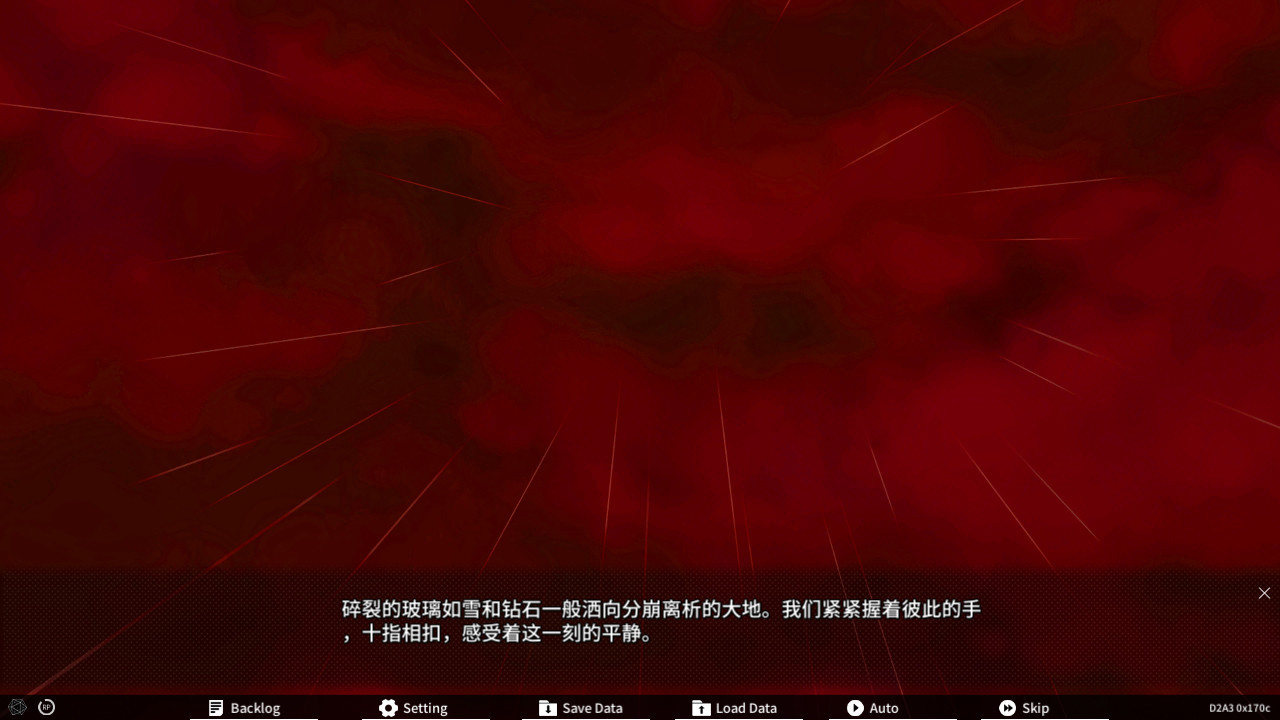 碎裂的玻璃如雪和钻石一般洒向分崩离析的大地。我们紧紧握着彼此的手
，十指相扣，感受着这一刻的平静。
RP
Backlog
Setting
Save Data
Load Data
Auto
Skip
D2A3 0x170c